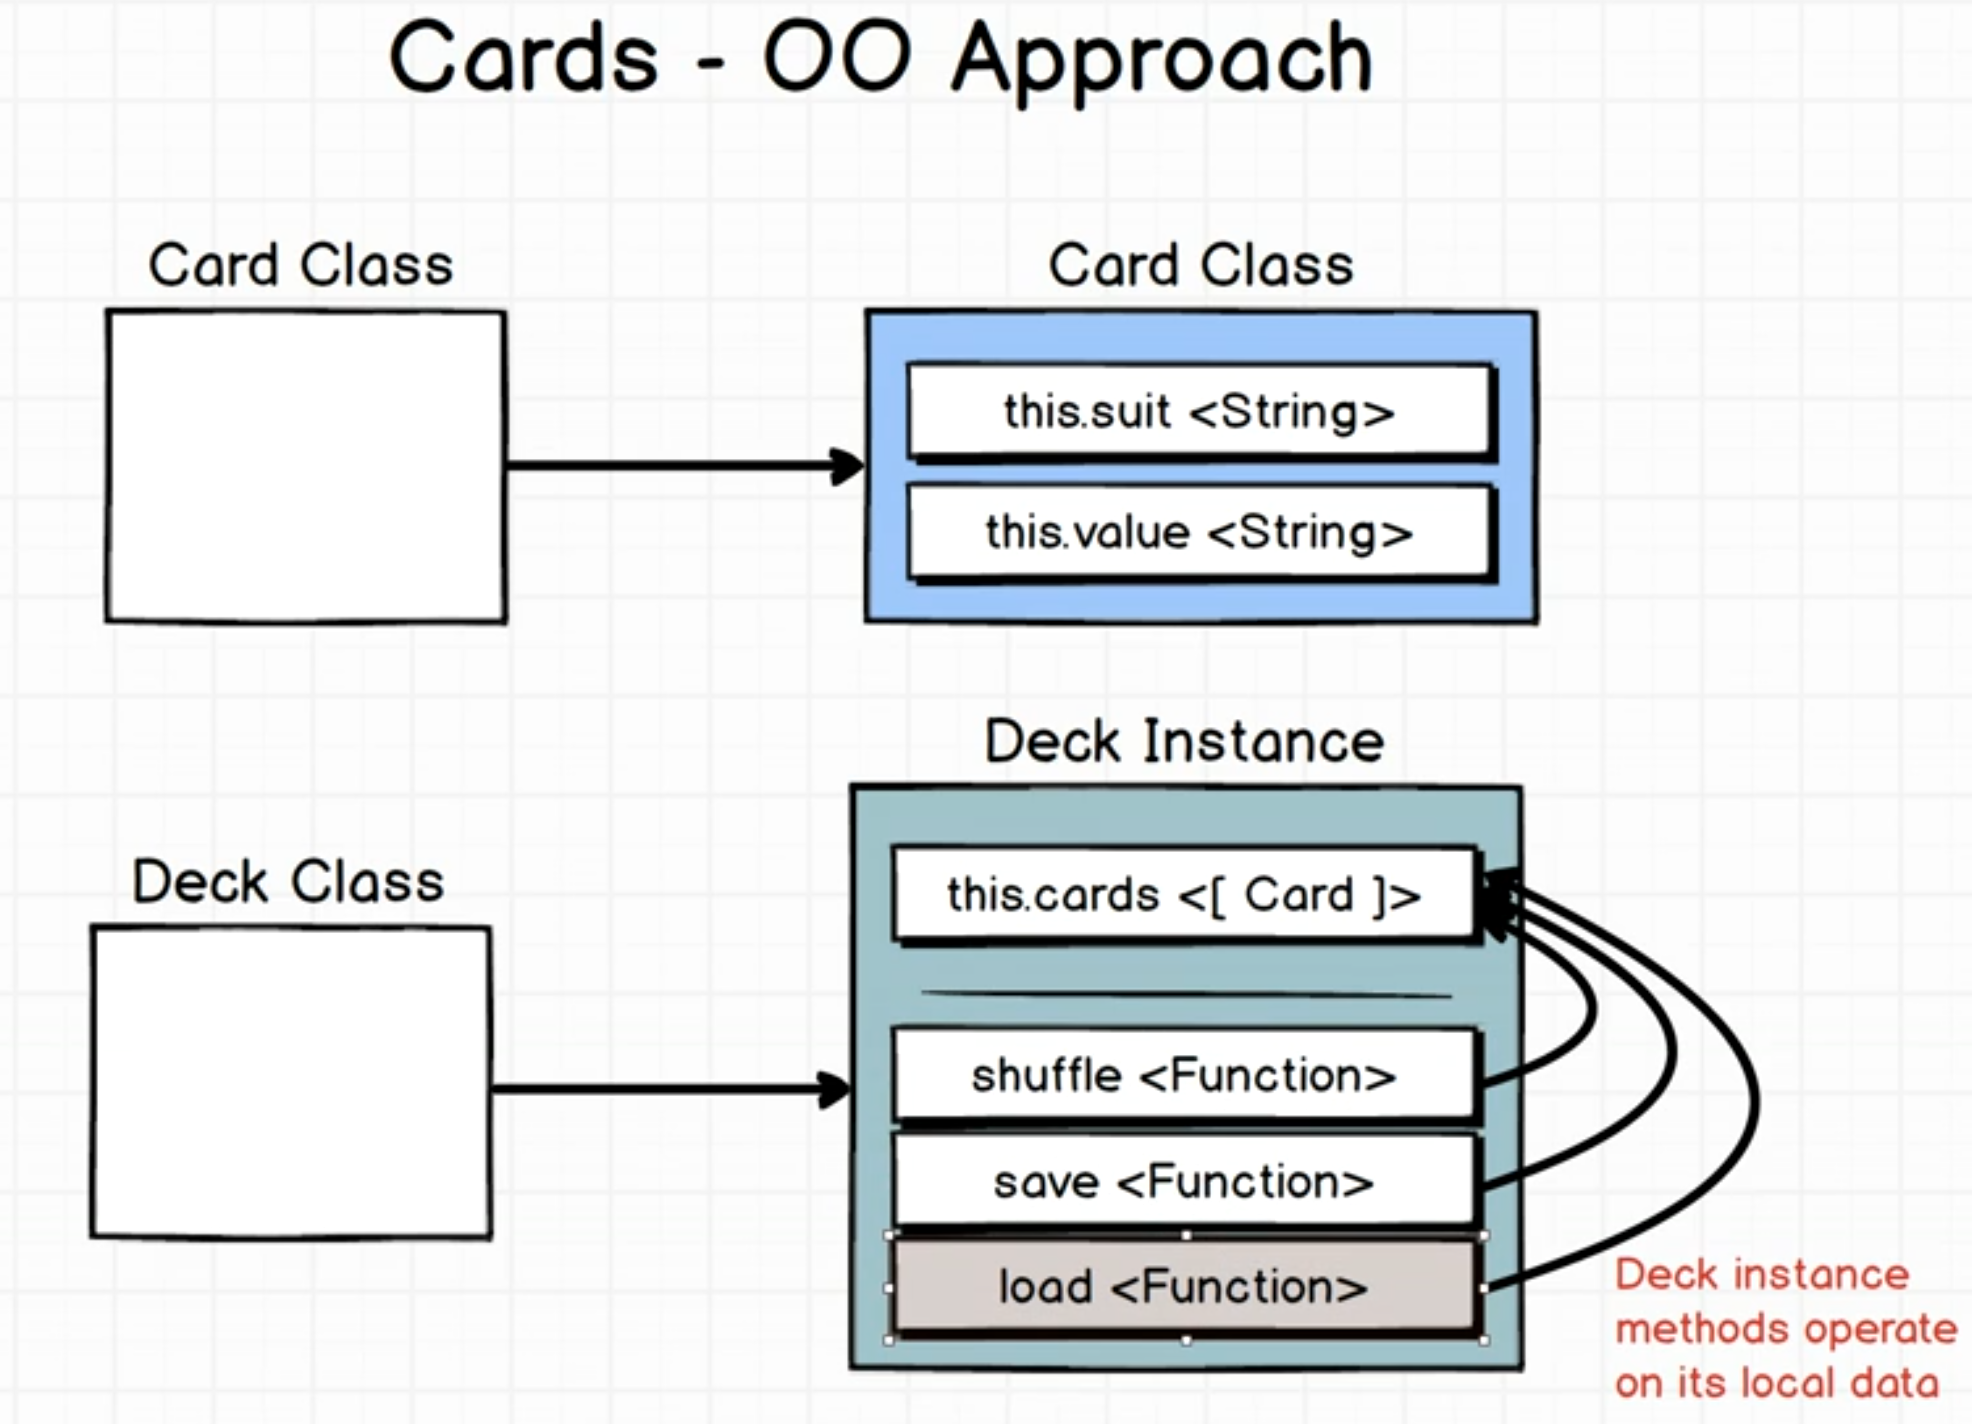 Cards - OO Approach
Card Class
Card Class
this.suit <String>
this.value <String>
Deck Instance
Deck Class
this.cards <[ Card ]>
shuffle <Function>
save <Function>
load <Function>
Deck instance
methods operate
on its local data